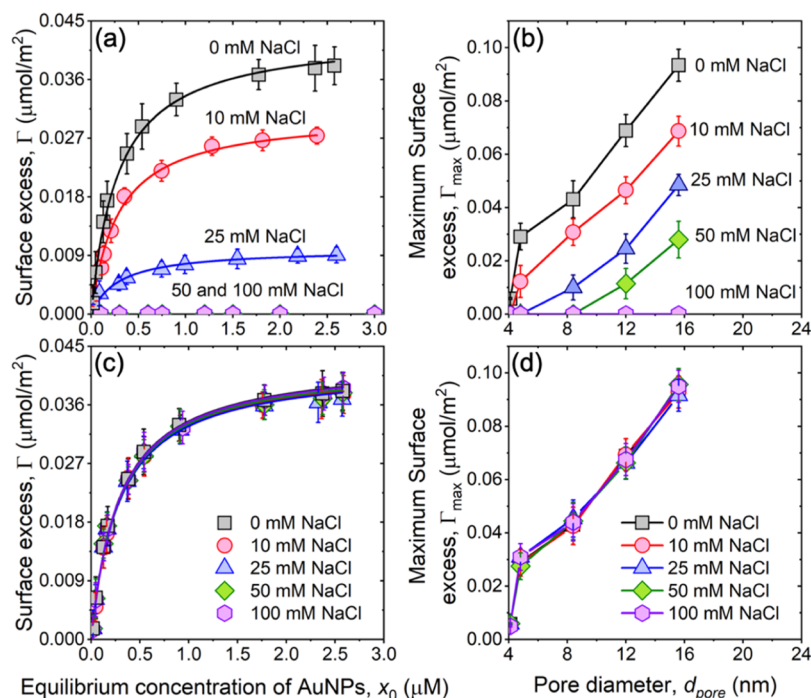 (a)
0 mM NaCl
10 mM NaCl
25 mM NaCl
50 and 100 mM NaCl
Surface excess, Γ (μmol/m²)
0.045
0.036
0.027
0.018
0.009
0.000
0.0 0.5 1.0 1.5 2.0 2.5 3.0
(b)
0 mM NaCl
10 mM NaCl
25 mM NaCl
50 mM NaCl
100 mM NaCl
Maximum Surface
excess, Γmax (μmol/m²)
0.10
0.08
0.06
0.04
0.02
0.00
4 8 12 16 20 24
(c)
0 mM NaCl
10 mM NaCl
25 mM NaCl
50 mM NaCl
100 mM NaCl
Surface excess, Γ (μmol/m²)
0.045
0.036
0.027
0.018
0.009
0.000
0.0 0.5 1.0 1.5 2.0 2.5 3.0
Equilibrium concentration of AuNPs, x₀ (μM)
(d)
0 mM NaCl
10 mM NaCl
25 mM NaCl
50 mM NaCl
100 mM NaCl
Maximum Surface
excess, Γmax (μmol/m²)
0.10
0.08
0.06
0.04
0.02
0.00
4 8 12 16 20 24
Pore diameter, dpore (nm)